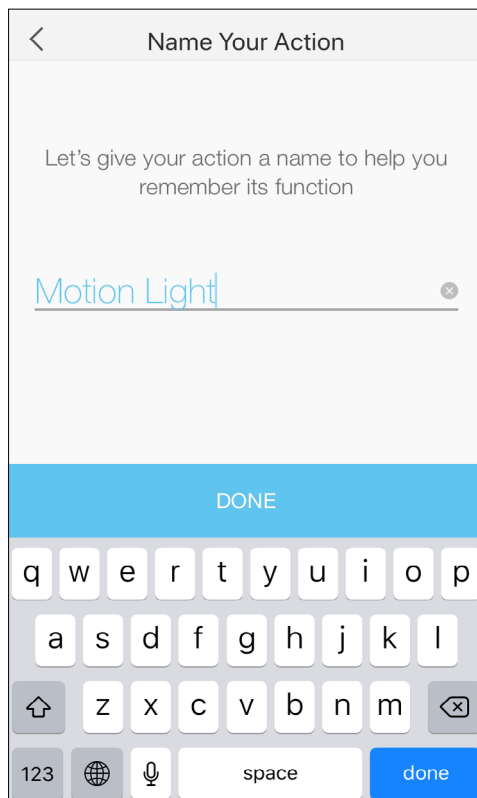 Name Your Action
Let's give your action a name to help you
remember its function
Motion Light
DONE
q w e r t y u i o p
a s d f g h j k l
z x c v b n m
123 space done